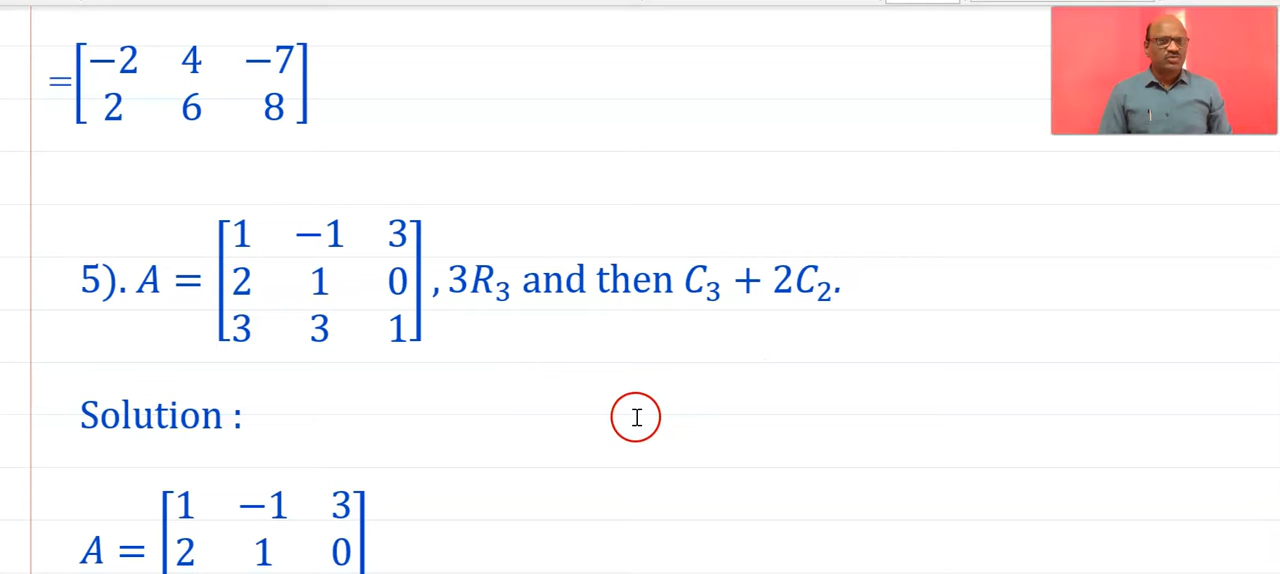 = [−2 4 −7
2 6 8]
5). A = [1 −1 3
2 1 0
3 3 1] , 3R₃ and then C₃ + 2C₂.
Solution :
A = [1 −1 3
2 1 0